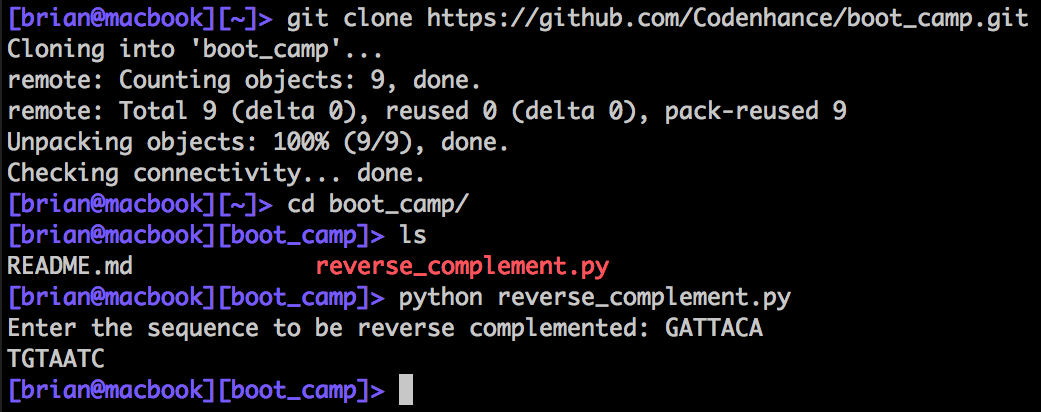 [brian@macbook][~]> git clone https://github.com/Codenhance/boot_camp.git
Cloning into 'boot_camp'...
remote: Counting objects: 9, done.
remote: Total 9 (delta 0), reused 0 (delta 0), pack-reused 9
Unpacking objects: 100% (9/9), done.
Checking connectivity... done.
[brian@macbook][~]> cd boot_camp/
[brian@macbook][boot_camp]> ls
README.md            reverse_complement.py
[brian@macbook][boot_camp]> python reverse_complement.py
Enter the sequence to be reverse complemented: GATTACA
TGTAATC
[brian@macbook][boot_camp]>